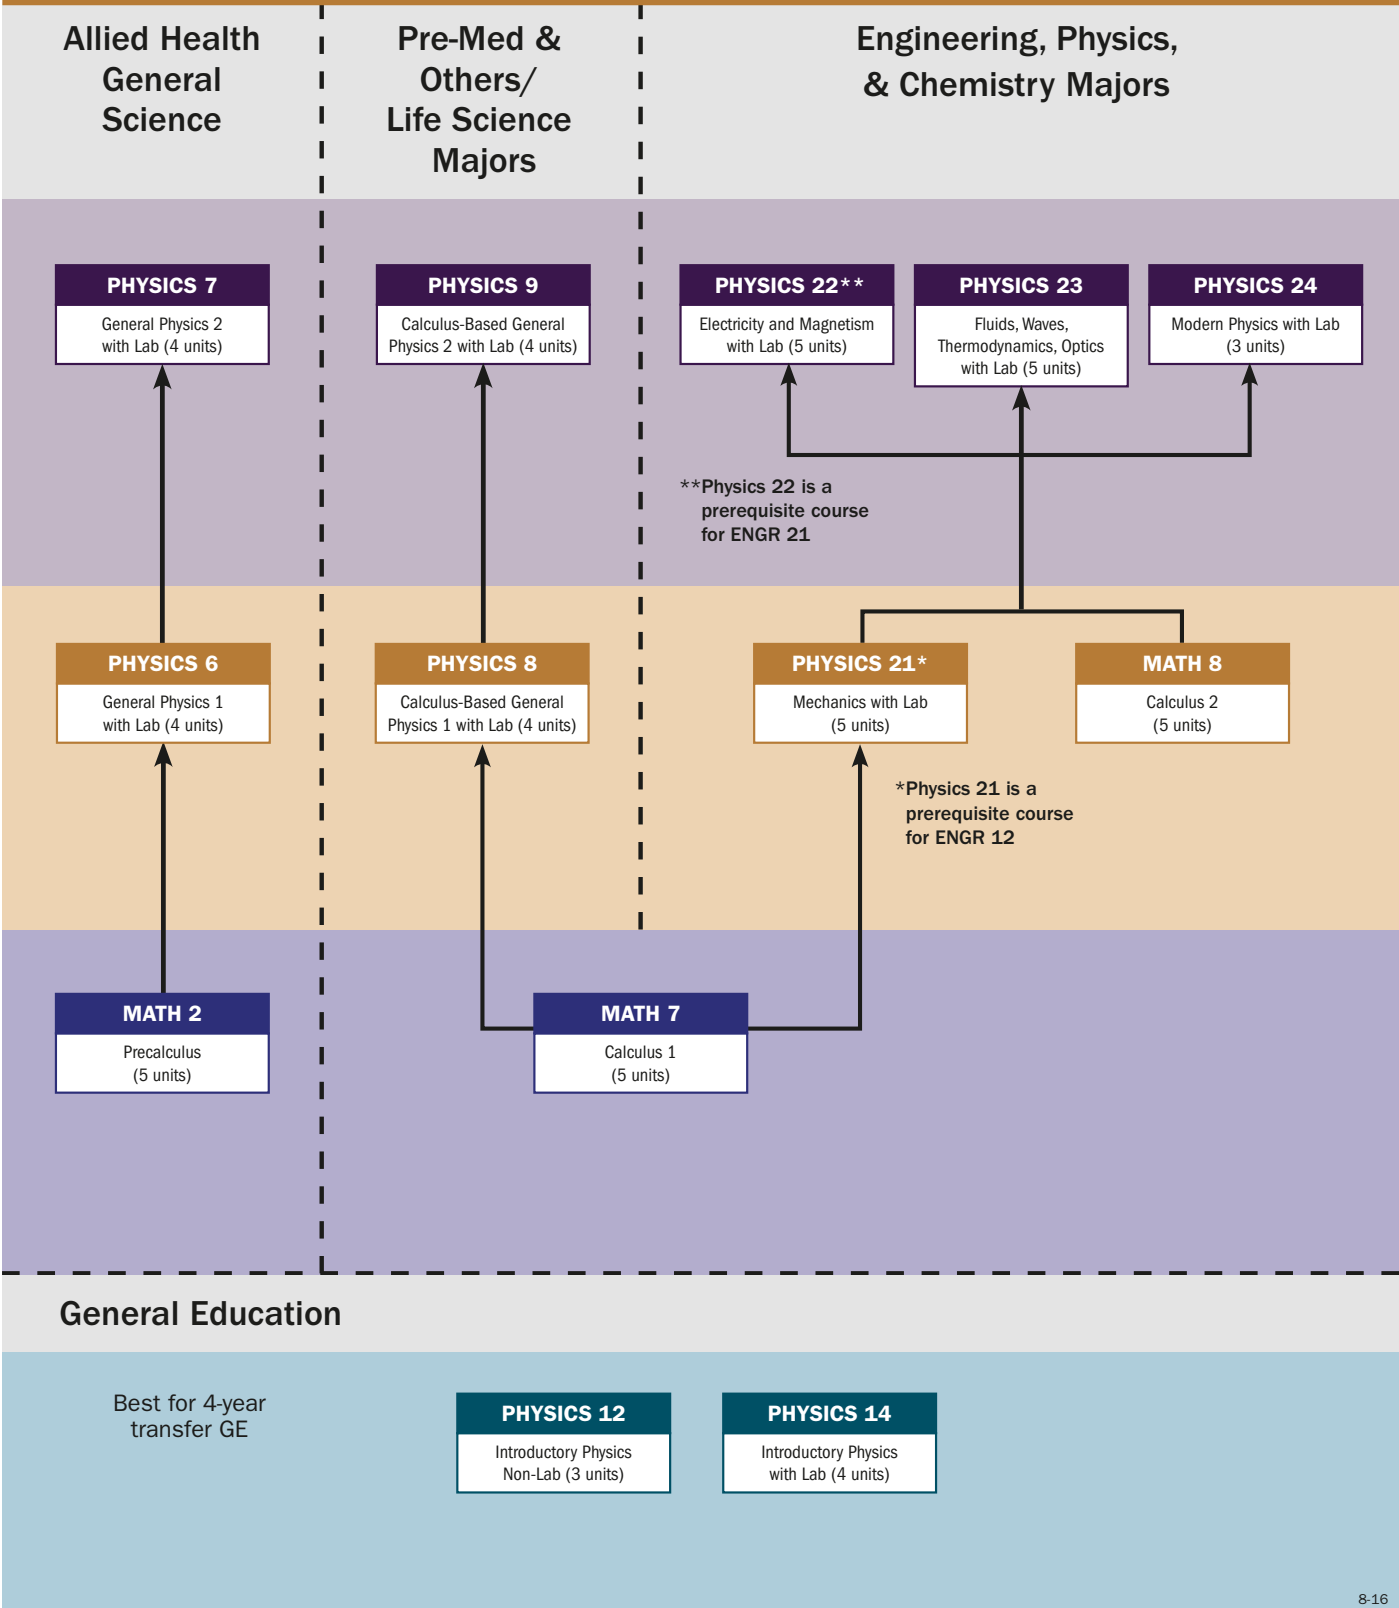 Allied Health
General
Science
Pre-Med &
Others/
Life Science
Majors
Engineering, Physics,
& Chemistry Majors
PHYSICS 7
General Physics 2
with Lab (4 units)
PHYSICS 9
Calculus-Based General
Physics 2 with Lab (4 units)
PHYSICS 22**
Electricity and Magnetism
with Lab (5 units)
PHYSICS 23
Fluids, Waves,
Thermodynamics, Optics
with Lab (5 units)
PHYSICS 24
Modern Physics with Lab
(3 units)
**Physics 22 is a
prerequisite course
for ENGR 21
PHYSICS 6
General Physics 1
with Lab (4 units)
PHYSICS 8
Calculus-Based General
Physics 1 with Lab (4 units)
PHYSICS 21*
Mechanics with Lab
(5 units)
MATH 8
Calculus 2
(5 units)
*Physics 21 is a
prerequisite course
for ENGR 12
MATH 2
Precalculus
(5 units)
MATH 7
Calculus 1
(5 units)
General Education
Best for 4-year
transfer GE
PHYSICS 12
Introductory Physics
Non-Lab (3 units)
PHYSICS 14
Introductory Physics
with Lab (4 units)
8-16